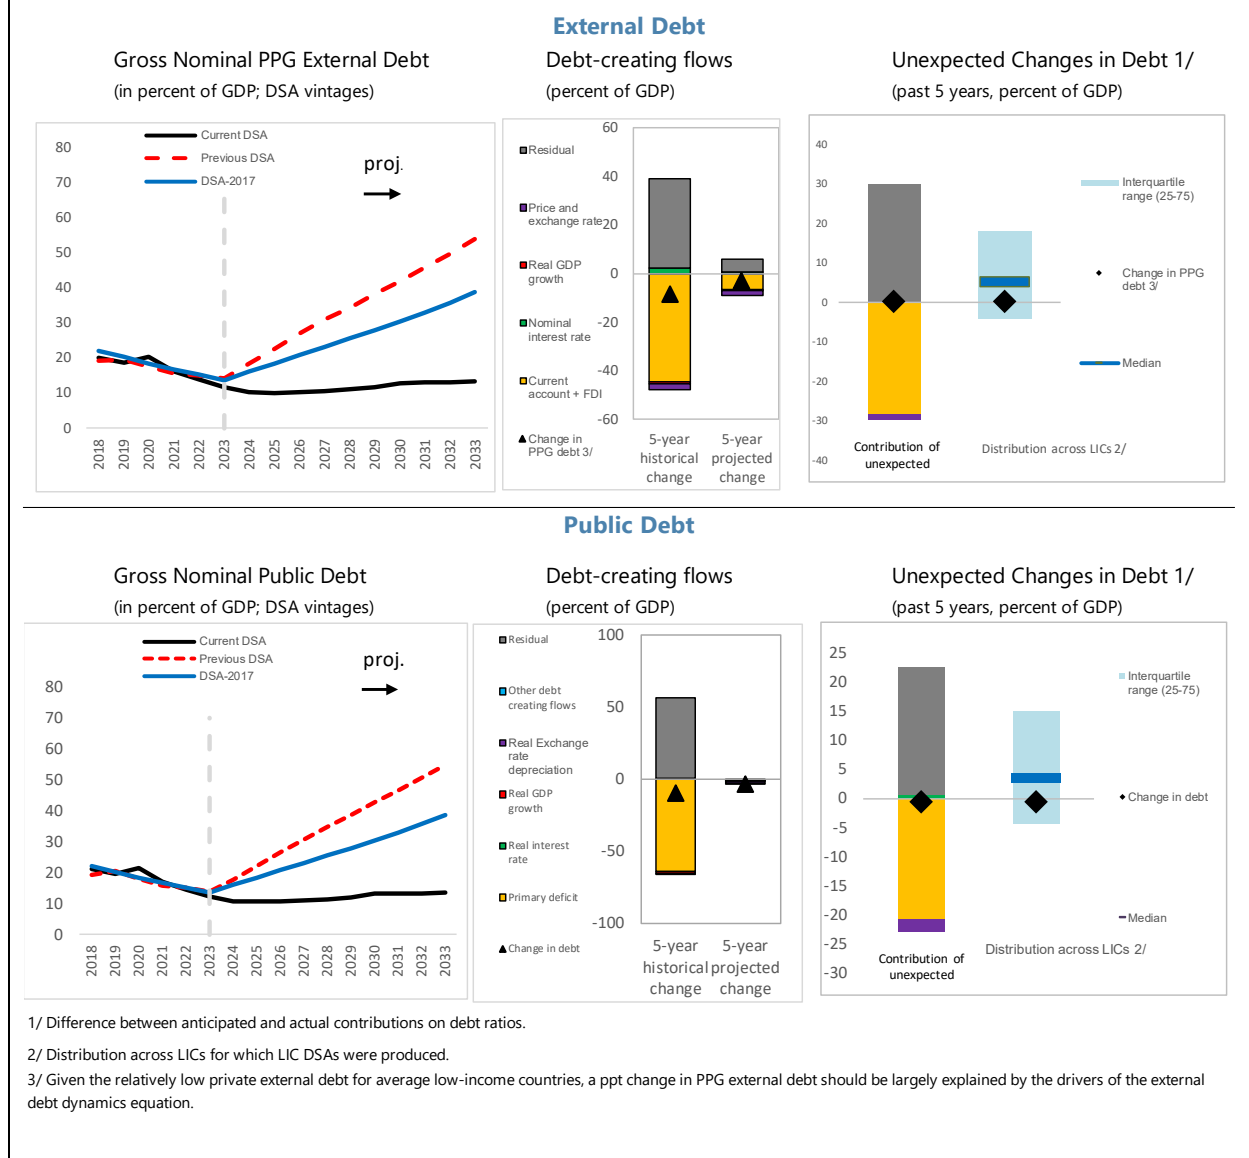 External Debt
Gross Nominal PPG External Debt
(in percent of GDP; DSA vintages)
Debt-creating flows
(percent of GDP)
Unexpected Changes in Debt 1/
(past 5 years, percent of GDP)
Current DSA
Previous DSA
DSA-2017
proj.
80
70
60
50
40
30
20
10
0
2018
2019
2020
2021
2022
2023
2024
2025
2026
2027
2028
2029
2030
2031
2032
2033
60
40
20
0
-20
-40
-60
Residual
Price and
exchange rate
Real GDP
growth
Nominal
interest rate
Current
account + FDI
Change in
PPG debt 3/
5-year
historical
change
5-year
projected
change
40
30
20
10
0
-10
-20
-30
-40
Contribution of
unexpected
Distribution across LICs 2/
Interquartile
range (25-75)
Change in PPG
debt 3/
Median
Public Debt
Gross Nominal Public Debt
(in percent of GDP; DSA vintages)
Debt-creating flows
(percent of GDP)
Unexpected Changes in Debt 1/
(past 5 years, percent of GDP)
Current DSA
Previous DSA
DSA-2017
proj.
80
70
60
50
40
30
20
10
0
2018
2019
2020
2021
2022
2023
2024
2025
2026
2027
2028
2029
2030
2031
2032
2033
100
50
0
-50
-100
Residual
Other debt
creating flows
Real Exchange
rate
depreciation
Real GDP
growth
Real interest
rate
Primary deficit
Change in debt
5-year
historical
change
5-year
projected
change
25
20
15
10
5
0
-5
-10
-15
-20
-25
-30
Contribution of
unexpected
Distribution across LICs 2/
Interquartile
range (25-75)
Change in debt
Median
1/ Difference between anticipated and actual contributions on debt ratios.
2/ Distribution across LICs for which LIC DSAs were produced.
3/ Given the relatively low private external debt for average low-income countries, a ppt change in PPG external debt should be largely explained by the drivers of the external
debt dynamics equation.